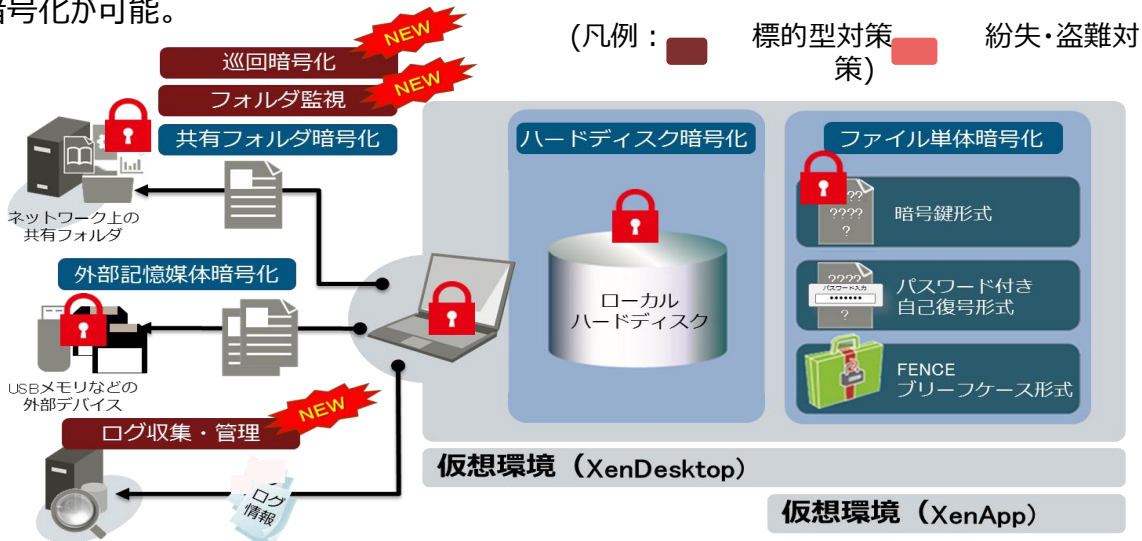 暗号化が可能。
(凡例： 標的型対策 紛失・盗難対
策)
巡回暗号化
NEW
フォルダ監視
NEW
共有フォルダ暗号化
ネットワーク上の
共有フォルダ
外部記憶媒体暗号化
USBメモリなどの
外部デバイス
ログ収集・管理
NEW
ログ
情報
ハードディスク暗号化
ローカル
ハードディスク
ファイル単体暗号化
????
?
暗号鍵形式
????
パスワード入力
•••••••
?
パスワード付き
自己復号形式
FENCE
ブリーフケース形式
仮想環境（XenDesktop）
仮想環境（XenApp）